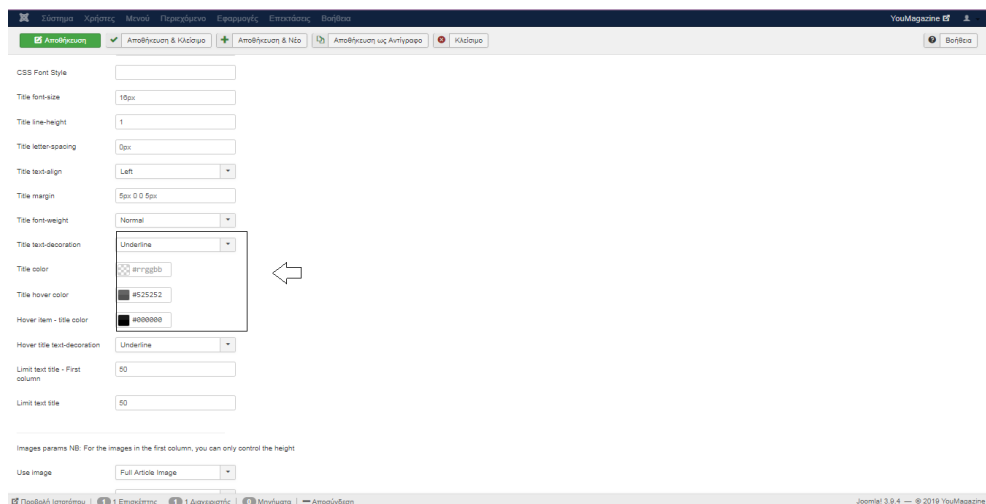 Σύστημα Χρήστες Μενού Περιεχόμενο Εφαρμογές Επεκτάσεις Βοήθεια YouMagazine
Αποθήκευση Αποθήκευση & Κλείσιμο Αποθήκευση & Νέο Αποθήκευση ως Αντίγραφο Κλείσιμο Βοήθεια
CSS Font Style
Title font-size 16px
Title line-height 1
Title letter-spacing 0px
Title text-align Left
Title margin 5px 0 0 5px
Title font-weight Normal
Title text-decoration Underline
Title color #rrggbb
Title hover color #525252
Hover item - title color #000000
Hover title text-decoration Underline
Limit text title - First
column
50
Limit text title 50
Images params NB: For the images in the first column, you can only control the height
Use image Full Article Image
Προβολή Ιστοτόπου 1 1 Επισκέπτης 1 1 Διαχειριστής 0 Μηνύματα Αποσύνδεση Joomla! 3.9.4 — © 2019 YouMagazine